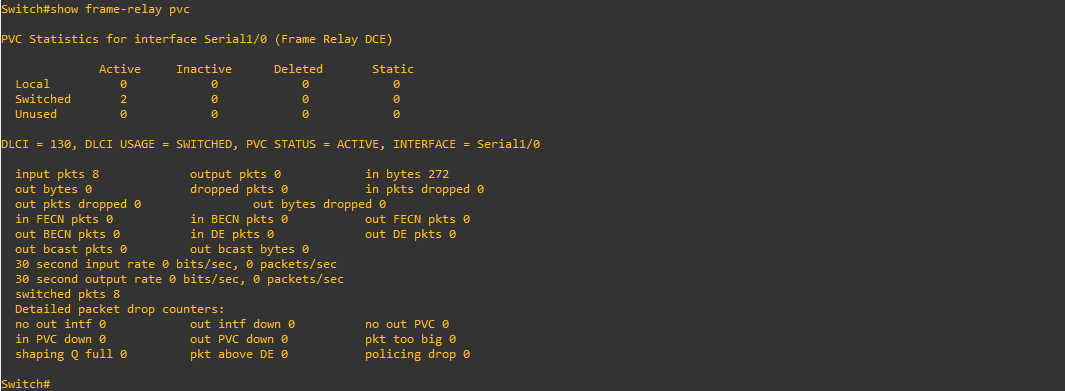 Switch#show frame-relay pvc
PVC Statistics for interface Serial1/0 (Frame Relay DCE)
Active Inactive Deleted Static
Local 0 0 0 0
Switched 2 0 0 0
Unused 0 0 0 0
DLCI = 130, DLCI USAGE = SWITCHED, PVC STATUS = ACTIVE, INTERFACE = Serial1/0
input pkts 8 output pkts 0 in bytes 272
out bytes 0 dropped pkts 0 in pkts dropped 0
out pkts dropped 0 out bytes dropped 0
in FECN pkts 0 in BECN pkts 0 out FECN pkts 0
out BECN pkts 0 in DE pkts 0 out DE pkts 0
out bcast pkts 0 out bcast bytes 0
30 second input rate 0 bits/sec, 0 packets/sec
30 second output rate 0 bits/sec, 0 packets/sec
switched pkts 8
Detailed packet drop counters:
no out intf 0 out intf down 0 no out PVC 0
in PVC down 0 out PVC down 0 pkt too big 0
shaping Q full 0 pkt above DE 0 policing drop 0
Switch#